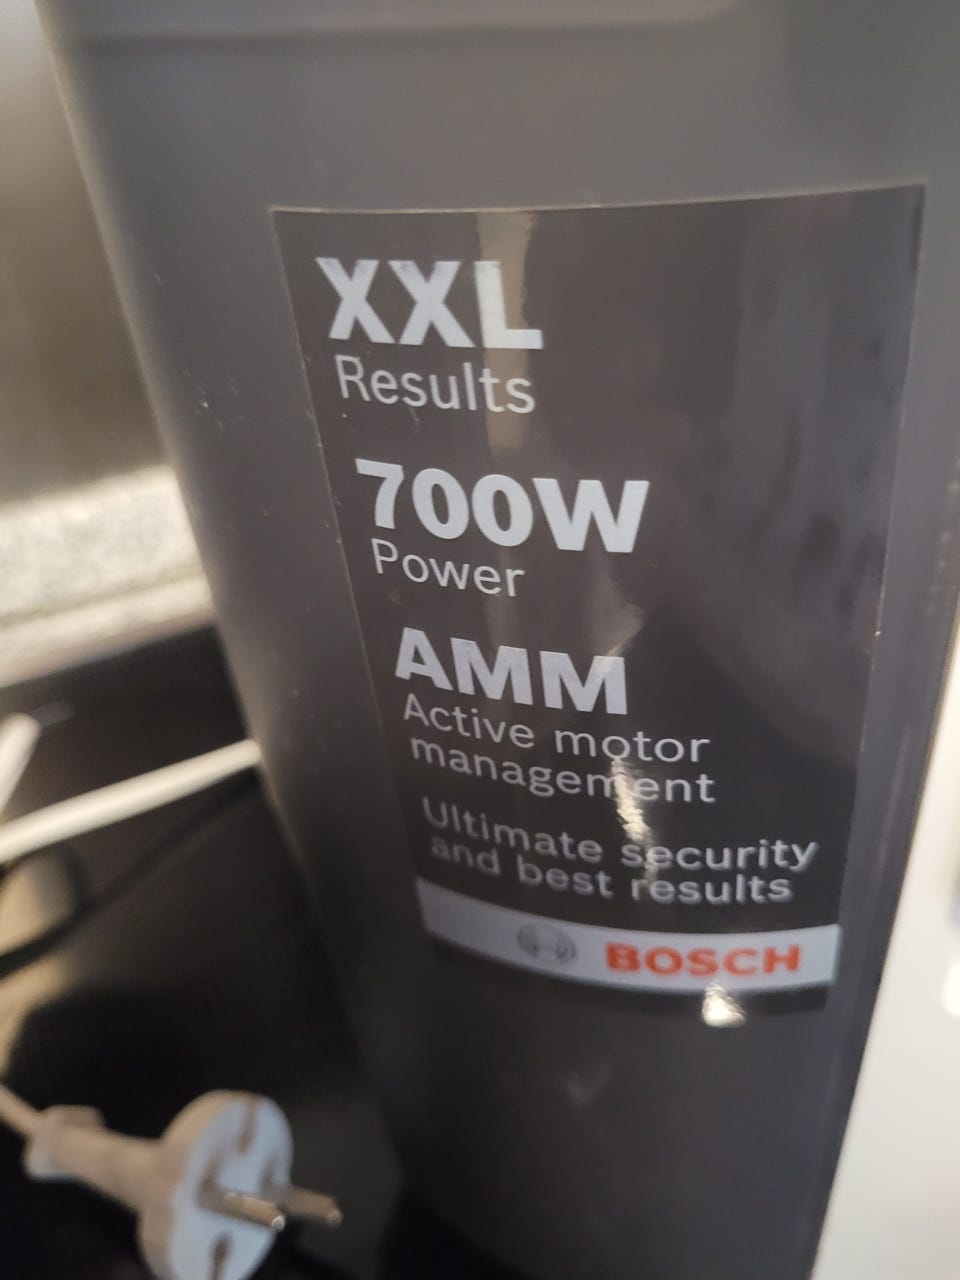 XXL
Results
700W
Power
AMM
Active motor
management
Ultimate security
and best results
BOSCH